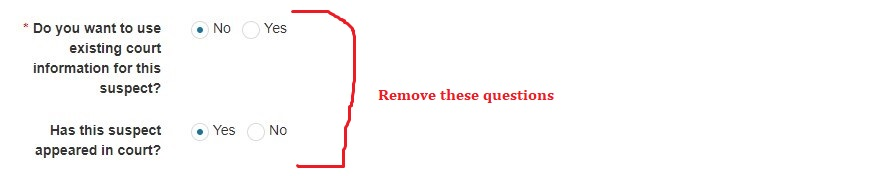 * Do you want to use No Yes
existing court
information for this
suspect?
Remove these questions
Has this suspect Yes No
appeared in court?